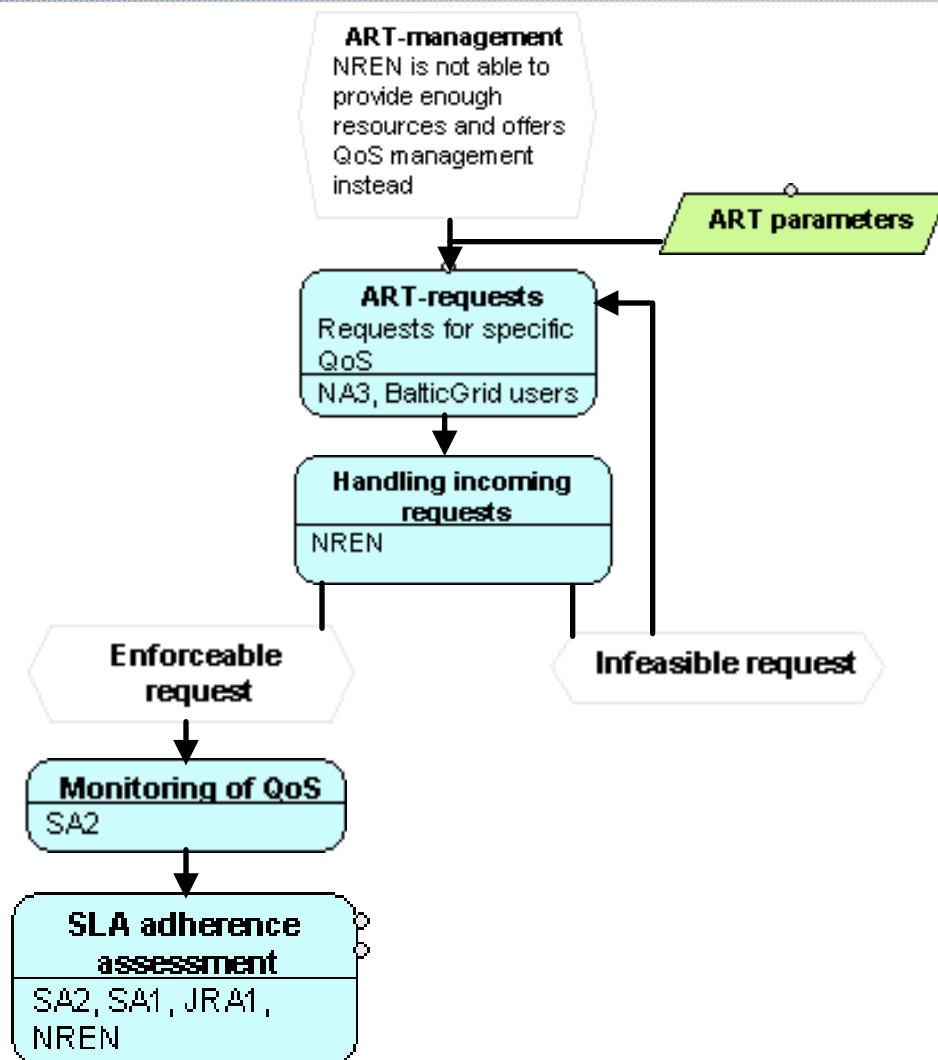 ART-management
NREN is not able to
provide enough
resources and offers
QoS management
instead
ART parameters
ART-requests
Requests for specific
QoS
NA3, BalticGrid users
Handling incoming
requests
NREN
Enforceable
request
Infeasible request
Monitoring of QoS
SA2
SLA adherence
assessment
SA2, SA1, JRA1,
NREN